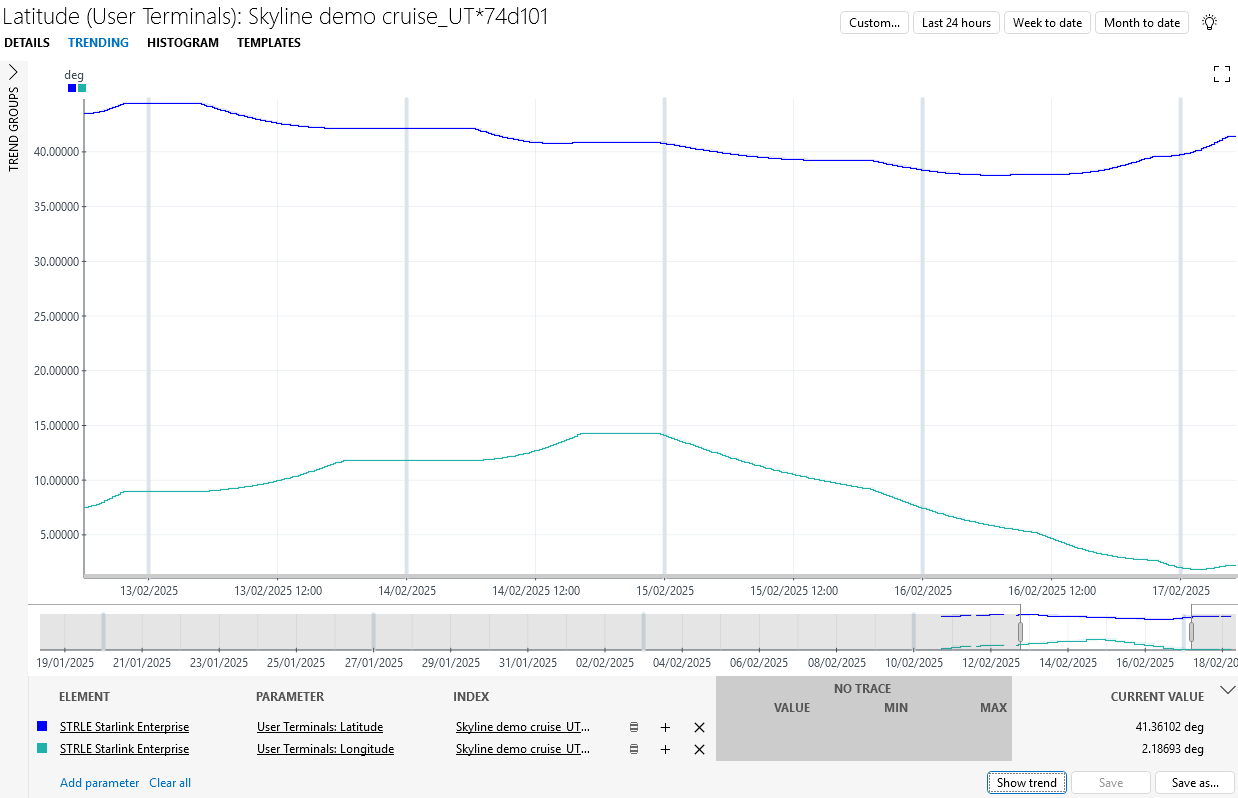 Latitude (User Terminals): Skyline demo cruise_UT*74d101
Custom... Last 24 hours Week to date Month to date
DETAILS TRENDING HISTOGRAM TEMPLATES
TREND GROUPS
deg
40.00000
35.00000
30.00000
25.00000
20.00000
15.00000
10.00000
5.00000
13/02/2025 13/02/2025 12:00 14/02/2025 14/02/2025 12:00 15/02/2025 15/02/2025 12:00 16/02/2025 16/02/2025 12:00 17/02/2025
19/01/2025 21/01/2025 23/01/2025 25/01/2025 27/01/2025 29/01/2025 31/01/2025 02/02/2025 04/02/2025 06/02/2025 08/02/2025 10/02/2025 12/02/2025 14/02/2025 16/02/2025 18/02/20
NO TRACE
ELEMENT PARAMETER INDEX VALUE MIN MAX CURRENT VALUE
STRLE Starlink Enterprise User Terminals: Latitude Skyline demo cruise_UT... 41.36102 deg
STRLE Starlink Enterprise User Terminals: Longitude Skyline demo cruise_UT... 2.18693 deg
Add parameter Clear all Show trend Save Save as...